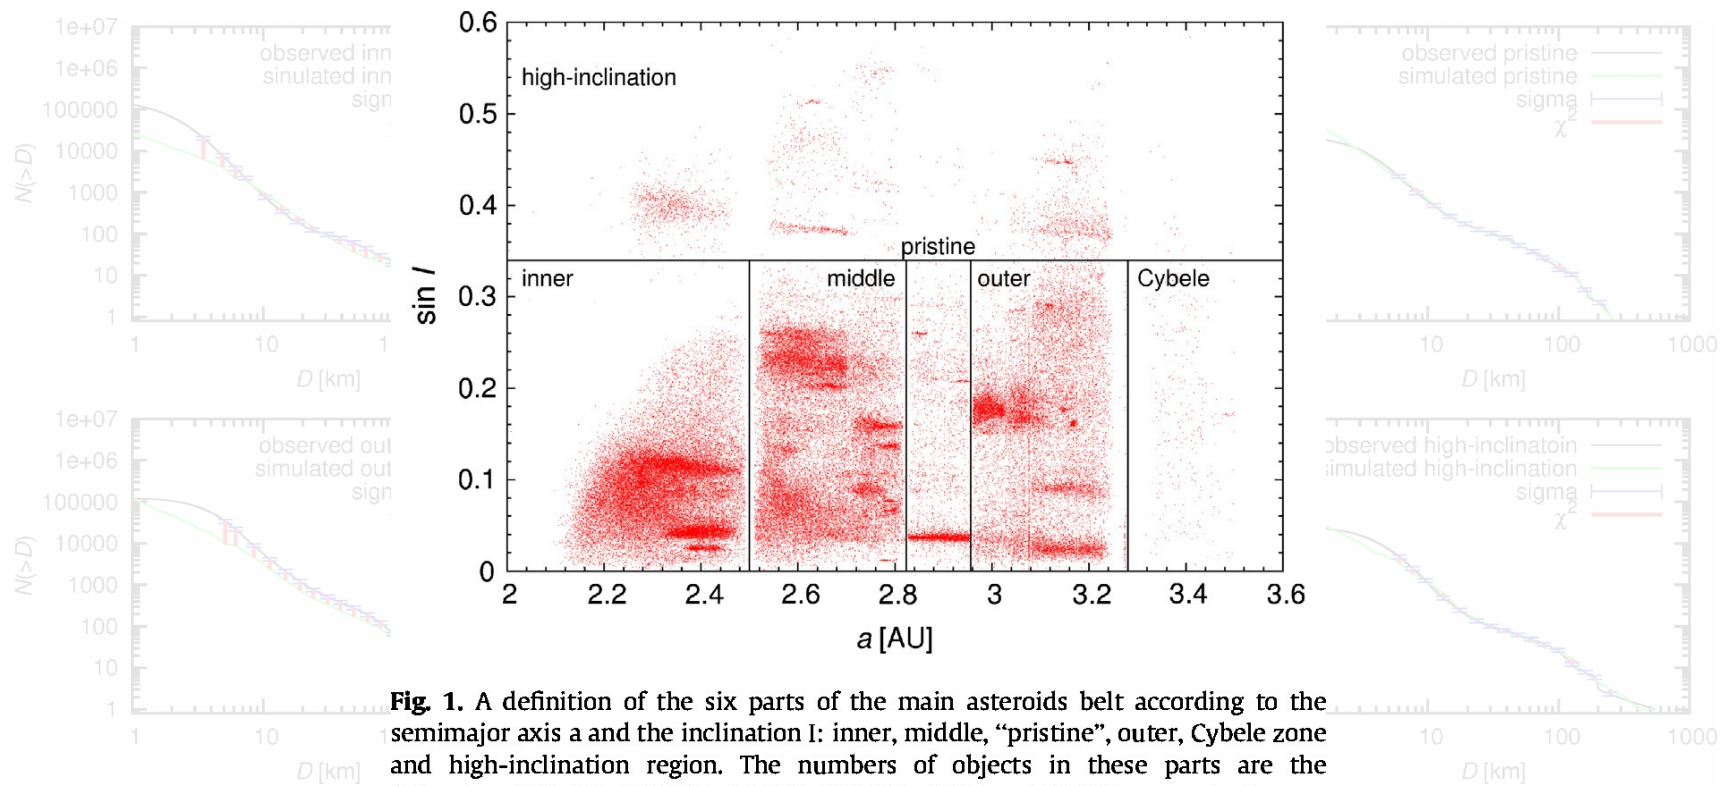 1e+07
1e+06
100000
10000
1000
100
10
1
N(>D)
observed inn
sinulated inn
sign
1
10
1
D [km]
1e+07
1e+06
100000
10000
1000
100
10
1
N(>D)
observed out
simulated out
sign
1
10
1
D [km]
0.6
0.5
0.4
0.3
0.2
0.1
0
sin I
high-inclination
pristine
inner
middle
outer
Cybele
2
2.2
2.4
2.6
2.8
3
3.2
3.4
3.6
a [AU]
observed pristine
simulated pristine
sigma
χ2
10
100
1000
D [km]
observed high-inclinatoin
simulated high-inclination
sigma
χ2
10
100
1000
D [km]
Fig. 1. A definition of the six parts of the main asteroids belt according to the
semimajor axis a and the inclination I: inner, middle, “pristine”, outer, Cybele zone
and high-inclination region. The numbers of objects in these parts are the